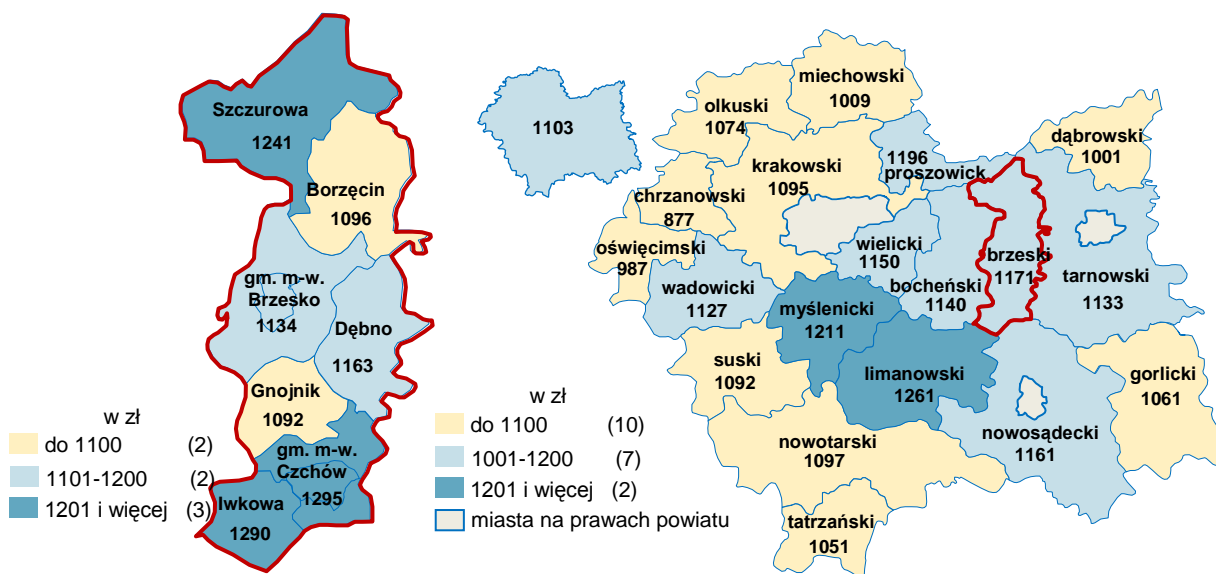 Szczurowa
1241
Borzęcin
1096
gm. m-w.
Brzesko
1134
Dębno
1163
Gnojnik
1092
gm. m-w.
Czchów
1295
Iwkowa
1290
w zł
do 1100 (2)
1101-1200 (2)
1201 i więcej (3)
1103
miechowski
1009
olkuski
1074
dąbrowski
1001
krakowski
1095
1196
proszowick
chrzanowski
877
oświęcimski
987
wielicki
1150
brzeski
1171
tarnowski
1133
wadowicki
1127
bocheński
1140
myślenicki
1211
suski
1092
limanowski
1261
gorlicki
1061
nowosądecki
1161
nowotarski
1097
tatrzański
1051
w zł
do 1100 (10)
1001-1200 (7)
1201 i więcej (2)
miasta na prawach powiatu